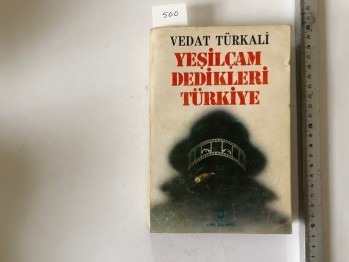 560
VEDAT TÜRKALİ
YEŞİLÇAM
DEDİKLERİ
TÜRKİYE